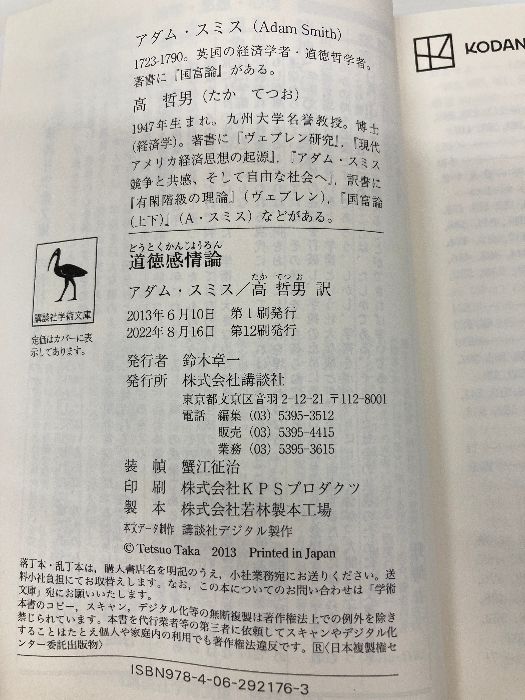 アダム・スミス (Adam Smith)
1723-1790。英国の経済学者・道徳哲学者。
著書に『国富論』がある。
高 哲男 (たか てつお)
1947年生まれ。九州大学名誉教授。博士
(経済学)。著書に『ヴェブレン研究』,『現代
アメリカ経済思想の起源』,『アダム・スミス
競争と共感、そして自由な社会へ』, 訳書に
『有閑階級の理論』(ヴェブレン),『国富論
(上下)』(A・スミス) などがある。
どうとくかんじょうろん
道徳感情論
たか てつ お
アダム・スミス/高 哲男 訳
2013年6月10日 第1刷発行
2022年8月16日 第12刷発行
講談社学術文庫
定価はカバーに表
示してあります。
発行者 鈴木章一
発行所 株式会社講談社
東京都文京区音羽 2-12-21 〒112-8001
電話 編集 (03) 5395-3512
販売 (03) 5395-4415
業務 (03) 5395-3615
装 幀 蟹江征治
印 刷 株式会社KPSプロダクツ
製 本 株式会社若林製本工場
本文データ制作 講談社デジタル製作
© Tetsuo Taka 2013 Printed in Japan
落丁本・乱丁本は、購入書店名を明記のうえ、小社業務宛にお送りください。送
料小社負担にてお取替えします。なお、この本についてのお問い合わせは「学術
文庫」宛にお願いいたします。
本書のコピー、スキャン、デジタル化等の無断複製は著作権法上での例外を除き
禁じられています。本書を代行業者等の第三者に依頼してスキャンやデジタル化
することはたとえ個人や家庭内の利用でも著作権法違反です。Ⓡ〈日本複製権セ
ンター委託出版物〉
ISBN978-4-06-292176-3
KODAN